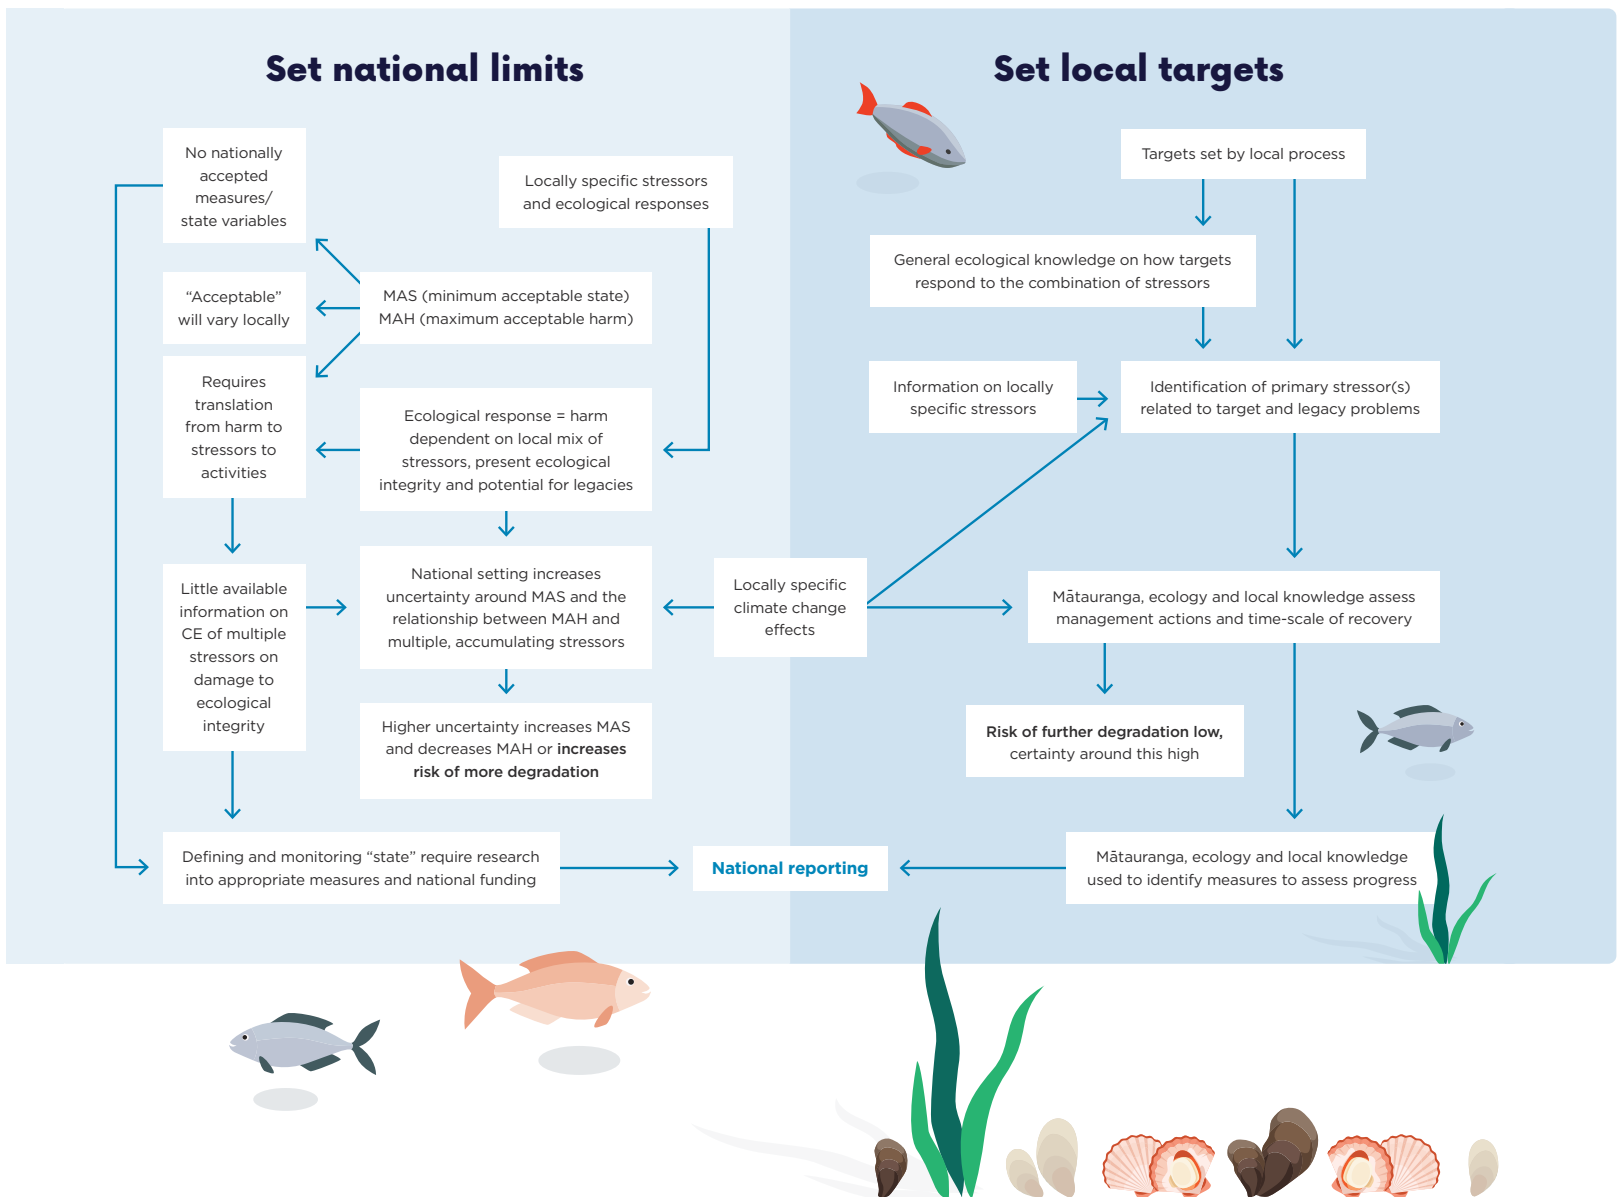 Set national limits
No nationally
accepted
measures/
state variables
Locally specific stressors
and ecological responses
"Acceptable"
will vary locally
MAS (minimum acceptable state)
MAH (maximum acceptable harm)
Requires
translation
from harm to
stressors to
activities
Ecological response = harm
dependent on local mix of
stressors, present ecological
integrity and potential for legacies
Little available
information on
CE of multiple
stressors on
damage to
ecological
integrity
National setting increases
uncertainty around MAS and the
relationship between MAH and
multiple, accumulating stressors
Higher uncertainty increases MAS
and decreases MAH or increases
risk of more degradation
Defining and monitoring “state” require research
into appropriate measures and national funding
Locally specific
climate change
effects
National reporting
Set local targets
Targets set by local process
General ecological knowledge on how targets
respond to the combination of stressors
Information on locally
specific stressors
Identification of primary stressor(s)
related to target and legacy problems
Mātauranga, ecology and local knowledge assess
management actions and time-scale of recovery
Risk of further degradation low,
certainty around this high
Mātauranga, ecology and local knowledge
used to identify measures to assess progress